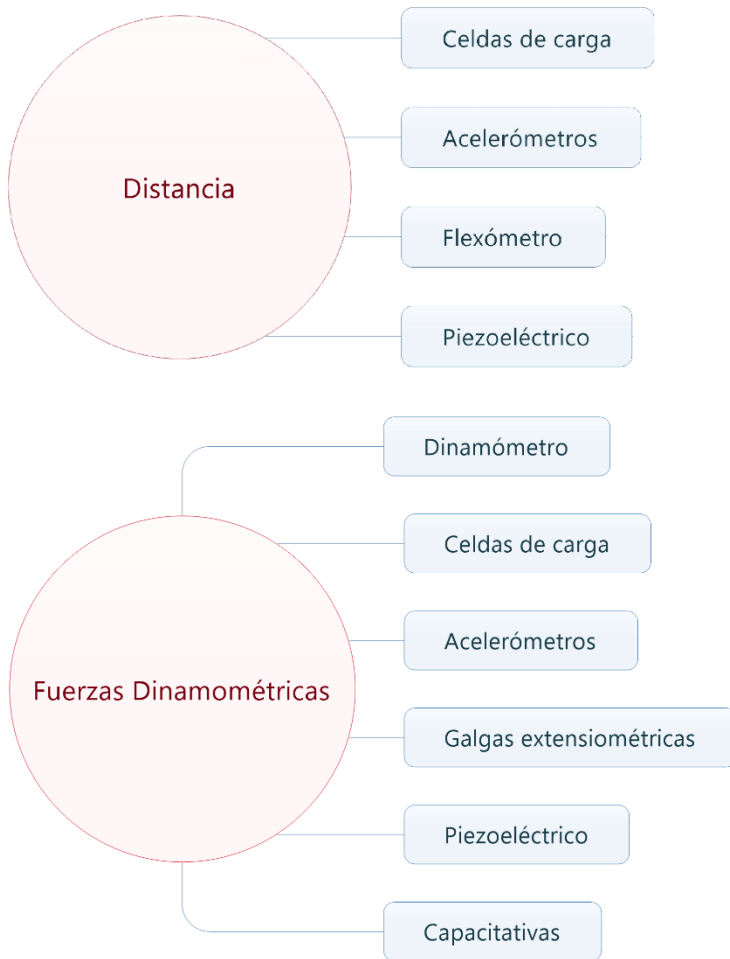 Distancia
Celdas de carga
Acelerómetros
Flexómetro
Piezoeléctrico
Fuerzas Dinamométricas
Dinamómetro
Celdas de carga
Acelerómetros
Galgas extensiométricas
Piezoeléctrico
Capacitativas